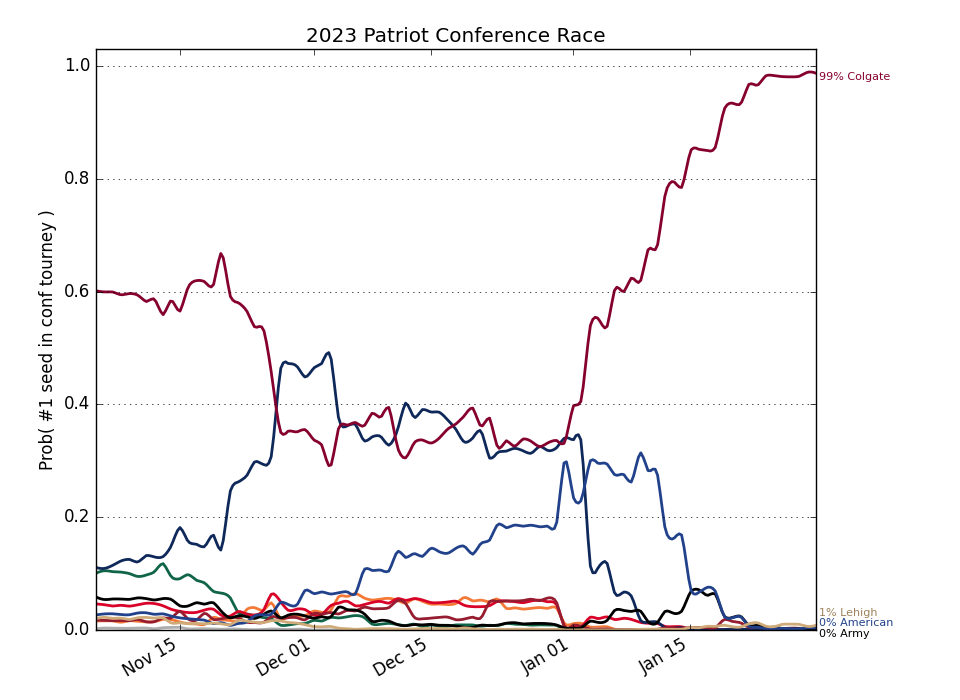 2023 Patriot Conference Race
Prob( #1 seed in conf tourney )
1.0
0.8
0.6
0.4
0.2
0.0
Nov 15
Dec 01
Dec 15
Jan 01
Jan 15
99% Colgate
1% Lehigh
0% American
0% Army